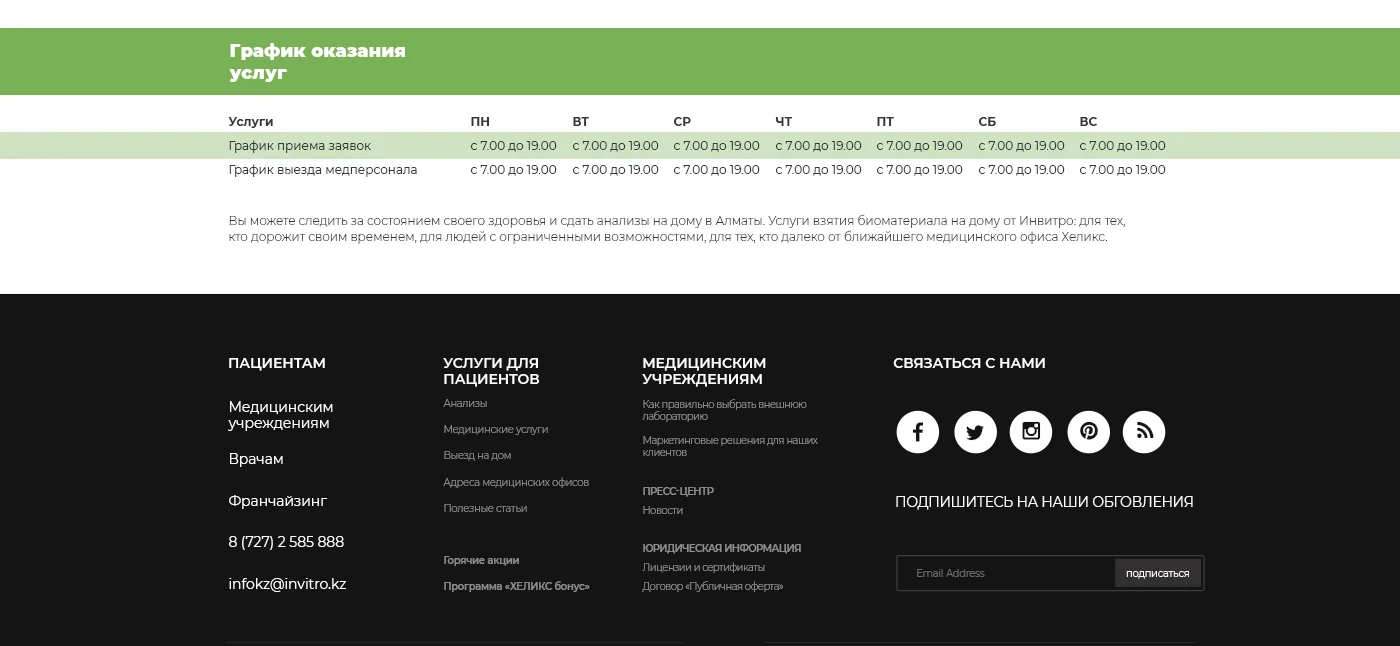 График оказания
услуг
Услуги ПН ВТ СР ЧТ ПТ СБ ВС
График приема заявок с 7.00 до 19.00 с 7.00 до 19.00 с 7.00 до 19.00 с 7.00 до 19.00 с 7.00 до 19.00 с 7.00 до 19.00 с 7.00 до 19.00
График выезда медперсонала с 7.00 до 19.00 с 7.00 до 19.00 с 7.00 до 19.00 с 7.00 до 19.00 с 7.00 до 19.00 с 7.00 до 19.00 с 7.00 до 19.00
Вы можете следить за состоянием своего здоровья и сдать анализы на дому в Алматы. Услуги взятия биоматериала на дому от Инвитро: для тех,
кто дорожит своим временем, для людей с ограниченными возможностями, для тех, кто далеко от ближайшего медицинского офиса Хеликс.
ПАЦИЕНТАМ
Медицинским
учреждениям
Врачам
Франчайзинг
8 (727) 2 585 888
infokz@invitro.kz
УСЛУГИ ДЛЯ
ПАЦИЕНТОВ
Анализы
Медицинские услуги
Выезд на дом
Адреса медицинских офисов
Полезные статьи
Горячие акции
Программа «ХЕЛИКС бонус»
МЕДИЦИНСКИМ
УЧРЕЖДЕНИЯМ
Как правильно выбрать внешнюю
лабораторию
Маркетинговые решения для наших
клиентов
ПРЕСС-ЦЕНТР
Новости
ЮРИДИЧЕСКАЯ ИНФОРМАЦИЯ
Лицензии и сертификаты
Договор «Публичная оферта»
СВЯЗАТЬСЯ С НАМИ
ПОДПИШИТЕСЬ НА НАШИ ОБГОВЛЕНИЯ
Email Address
подписаться